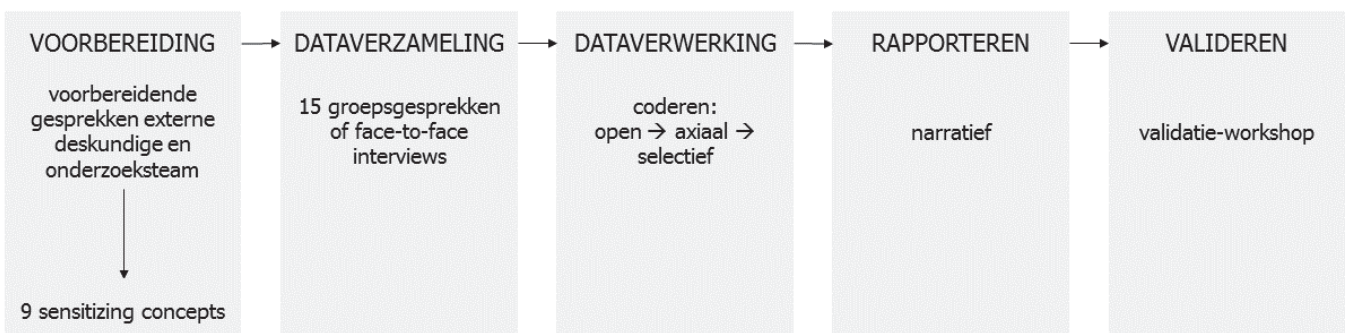 VOORBEREIDING
voorbereidende
gesprekken externe
deskundige en
onderzoeksteam
9 sensitizing concepts
DATAVERZAMELING
15 groepsgesprekken
of face-to-face
interviews
DATAVERWERKING
coderen:
open → axiaal →
selectief
RAPPORTEREN
narratief
VALIDEREN
validatie-workshop